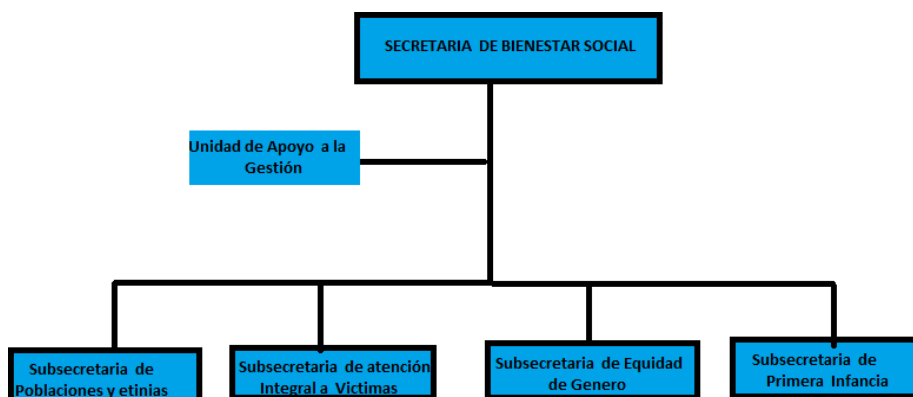 SECRETARIA DE BIENESTAR SOCIAL
Unidad de Apoyo a la
Gestión
Subsecretaria de
Poblaciones y etinias
Subsecretaria de atención
Integral a Victimas
Subsecretaria de Equidad
de Genero
Subsecretaria de
Primera Infancia